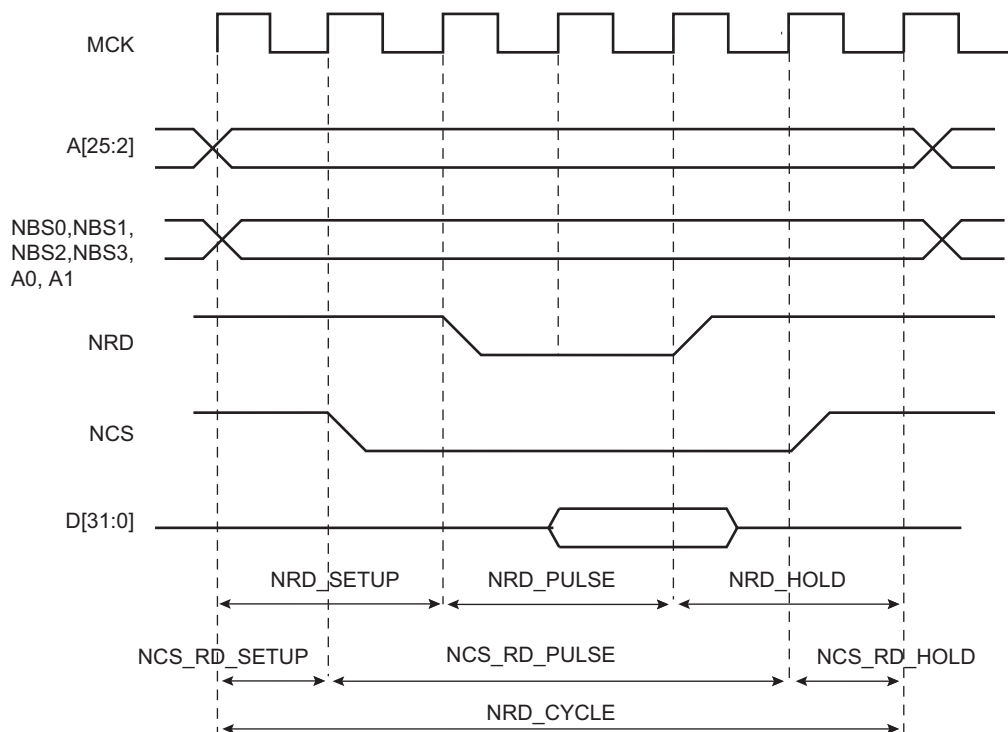 MCK
A[25:2]
NBS0,NBS1,
NBS2,NBS3,
A0, A1
NRD
NCS
D[31:0]
NRD_SETUP
NRD_PULSE
NRD_HOLD
NCS_RD_SETUP
NCS_RD_PULSE
NCS_RD_HOLD
NRD_CYCLE